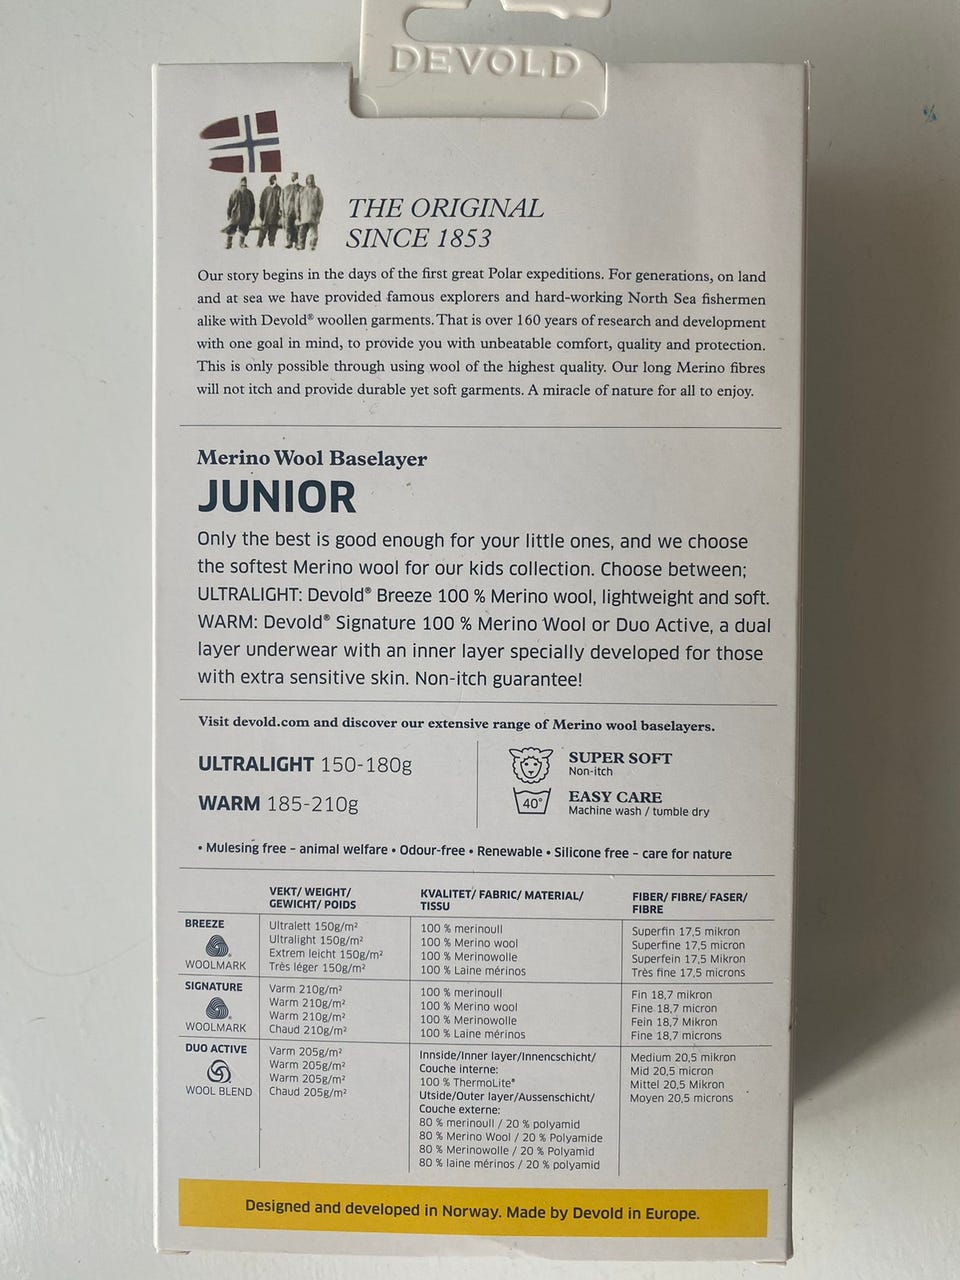 DEVOLD
THE ORIGINAL
SINCE 1853
Our story begins in the days of the first great Polar expeditions. For generations, on land
and at sea we have provided famous explorers and hard-working North Sea fishermen
alike with Devold® woollen garments. That is over 160 years of research and development
with one goal in mind, to provide you with unbeatable comfort, quality and protection.
This is only possible through using wool of the highest quality. Our long Merino fibres
will not itch and provide durable yet soft garments. A miracle of nature for all to enjoy.
Merino Wool Baselayer
JUNIOR
Only the best is good enough for your little ones, and we choose
the softest Merino wool for our kids collection. Choose between;
ULTRALIGHT: Devold® Breeze 100 % Merino wool, lightweight and soft.
WARM: Devold® Signature 100 % Merino Wool or Duo Active, a dual
layer underwear with an inner layer specially developed for those
with extra sensitive skin. Non-itch guarantee!
Visit devold.com and discover our extensive range of Merino wool baselayers.
ULTRALIGHT 150-180g
WARM 185-210g
SUPER SOFT
Non-itch
40°
EASY CARE
Machine wash / tumble dry
• Mulesing free – animal welfare • Odour-free • Renewable • Silicone free – care for nature
VEKT/ WEIGHT/
GEWICHT/ POIDS
KVALITET/ FABRIC/ MATERIAL/
TISSU
FIBER/ FIBRE/ FASER/
FIBRE
BREEZE
WOOLMARK
Ultralett 150g/m²
Ultralight 150g/m²
Extrem leicht 150g/m²
Très léger 150g/m²
100 % merinoull
100 % Merino wool
100 % Merinowolle
100 % Laine mérinos
Superfin 17,5 mikron
Superfine 17,5 micron
Superfein 17,5 Mikron
Très fine 17,5 microns
SIGNATURE
WOOLMARK
Varm 210g/m²
Warm 210g/m²
Warm 210g/m²
Chaud 210g/m²
100 % merinoull
100 % Merino wool
100 % Merinowolle
100 % Laine mérinos
Fin 18,7 mikron
Fine 18,7 micron
Fein 18,7 Mikron
Fine 18,7 microns
DUO ACTIVE
WOOL BLEND
Varm 205g/m²
Warm 205g/m²
Warm 205g/m²
Chaud 205g/m²
Innside/Inner layer/Innencschicht/
Couche interne:
100 % ThermoLite®
Utside/Outer layer/Aussenschicht/
Couche externe:
80 % merinoull / 20 % polyamid
80 % Merino Wool / 20 % Polyamide
80 % Merinowolle / 20 % Polyamid
80 % laine mérinos / 20 % polyamid
Medium 20,5 mikron
Mid 20,5 micron
Mittel 20,5 Mikron
Moyen 20,5 microns
Designed and developed in Norway. Made by Devold in Europe.